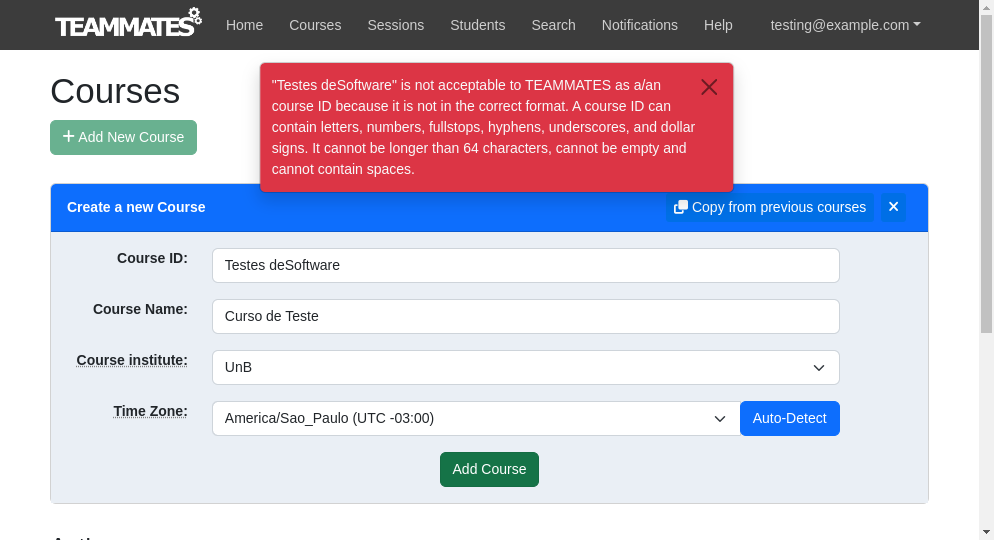 TEAMMATES Home Courses Sessions Students Search Notifications Help testing@example.com
Courses
"Testes deSoftware" is not acceptable to TEAMMATES as a/an
course ID because it is not in the correct format. A course ID can
contain letters, numbers, fullstops, hyphens, underscores, and dollar
signs. It cannot be longer than 64 characters, cannot be empty and
cannot contain spaces.
Add New Course
Create a new Course Copy from previous courses
Course ID: Testes deSoftware
Course Name: Curso de Teste
Course institute: UnB
Time Zone: America/Sao_Paulo (UTC -03:00) Auto-Detect
Add Course